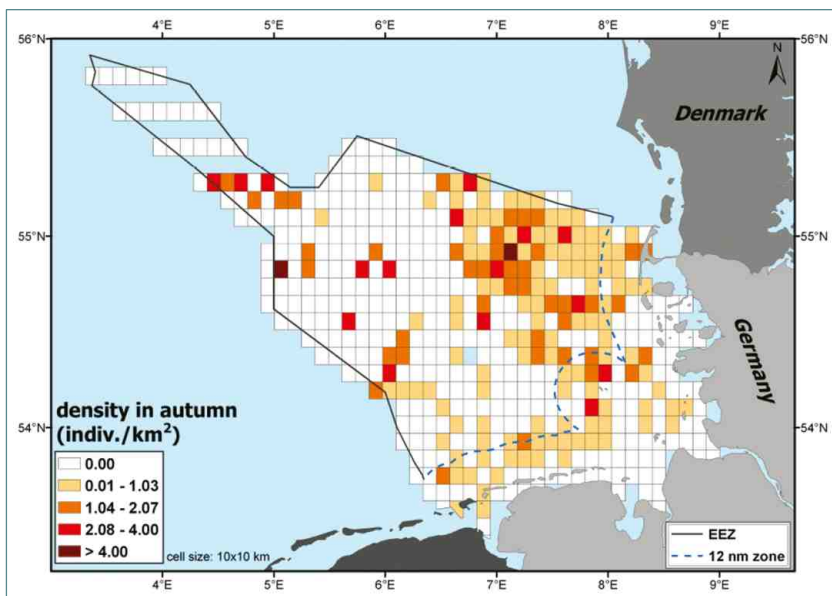 4°E 5°E 6°E 7°E 8°E 9°E
56°N 56°N
N
Denmark
55°N 55°N
Germany
54°N 54°N
density in autumn
(indiv./km²)
0.00
0.01 - 1.03
1.04 - 2.07
2.08 - 4.00
> 4.00
cell size: 10x10 km
EEZ
12 nm zone
4°E 5°E 6°E 7°E 8°E 9°E